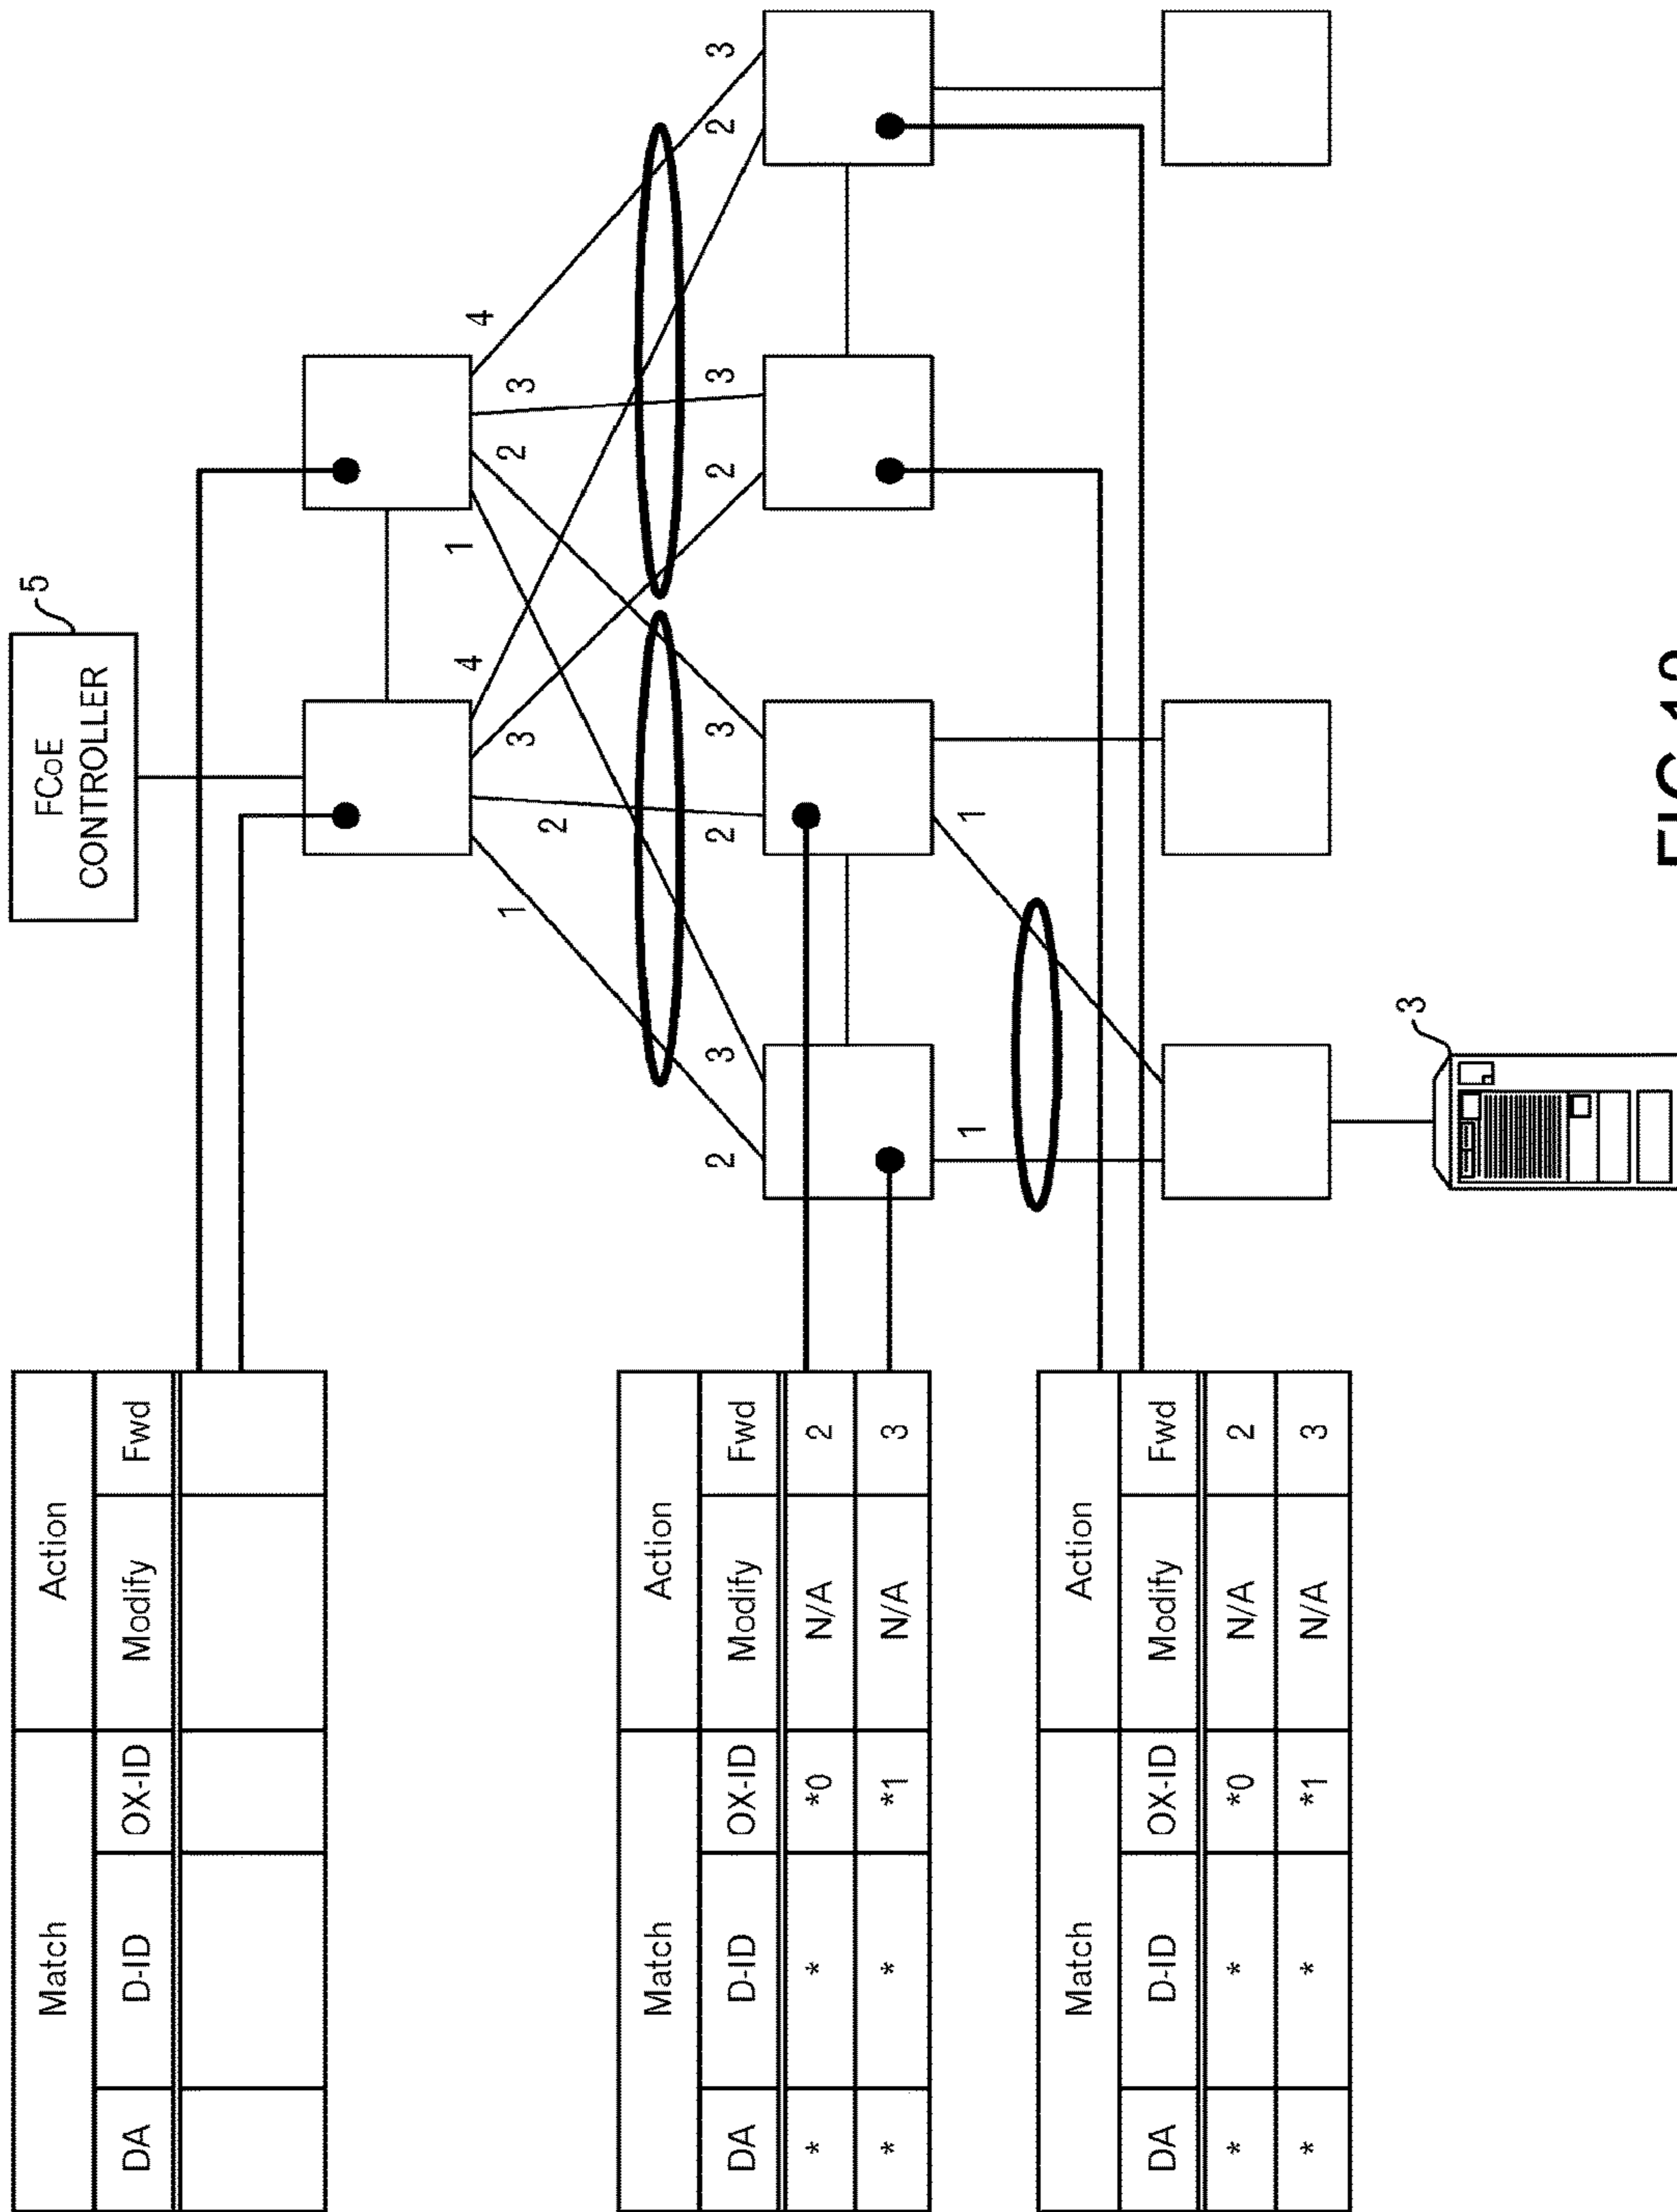 Match Action
DA D-ID OX-ID Modify Fwd
FCoE
CONTROLLER
5
1 2 3 4 1 2 3 4
Match Action
DA D-ID OX-ID Modify Fwd
* * *0 N/A 2
* * *1 N/A 3
2 3 2 3 2 3 2 3
1 1
Match Action
DA D-ID OX-ID Modify Fwd
* * *0 N/A 2
* * *1 N/A 3
3
FIG